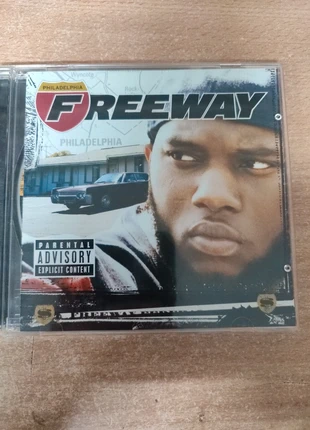 PHILADELPHIA
FREEWAY
PHILADELPHIA
PARENTAL
ADVISORY
EXPLICIT CONTENT